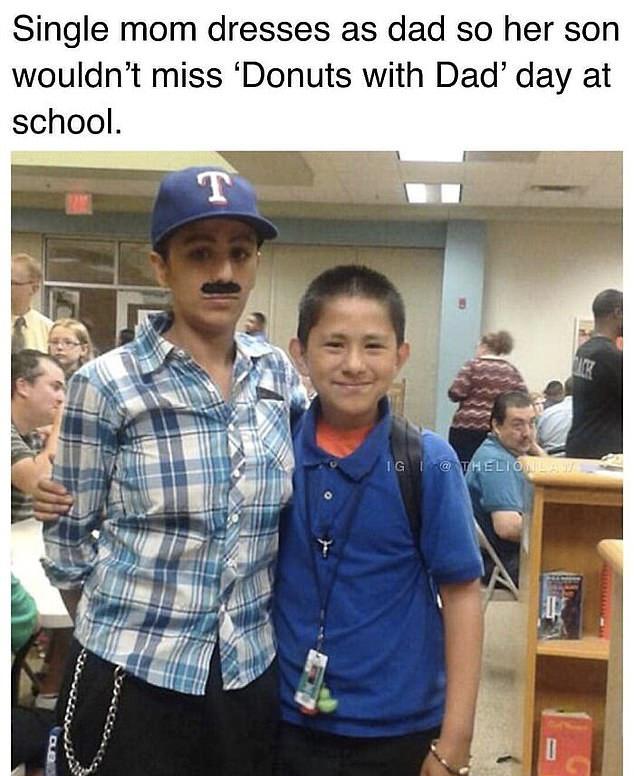 Single mom dresses as dad so her son
wouldn’t miss ‘Donuts with Dad’ day at
school.
T
IG | @THELIONLAW